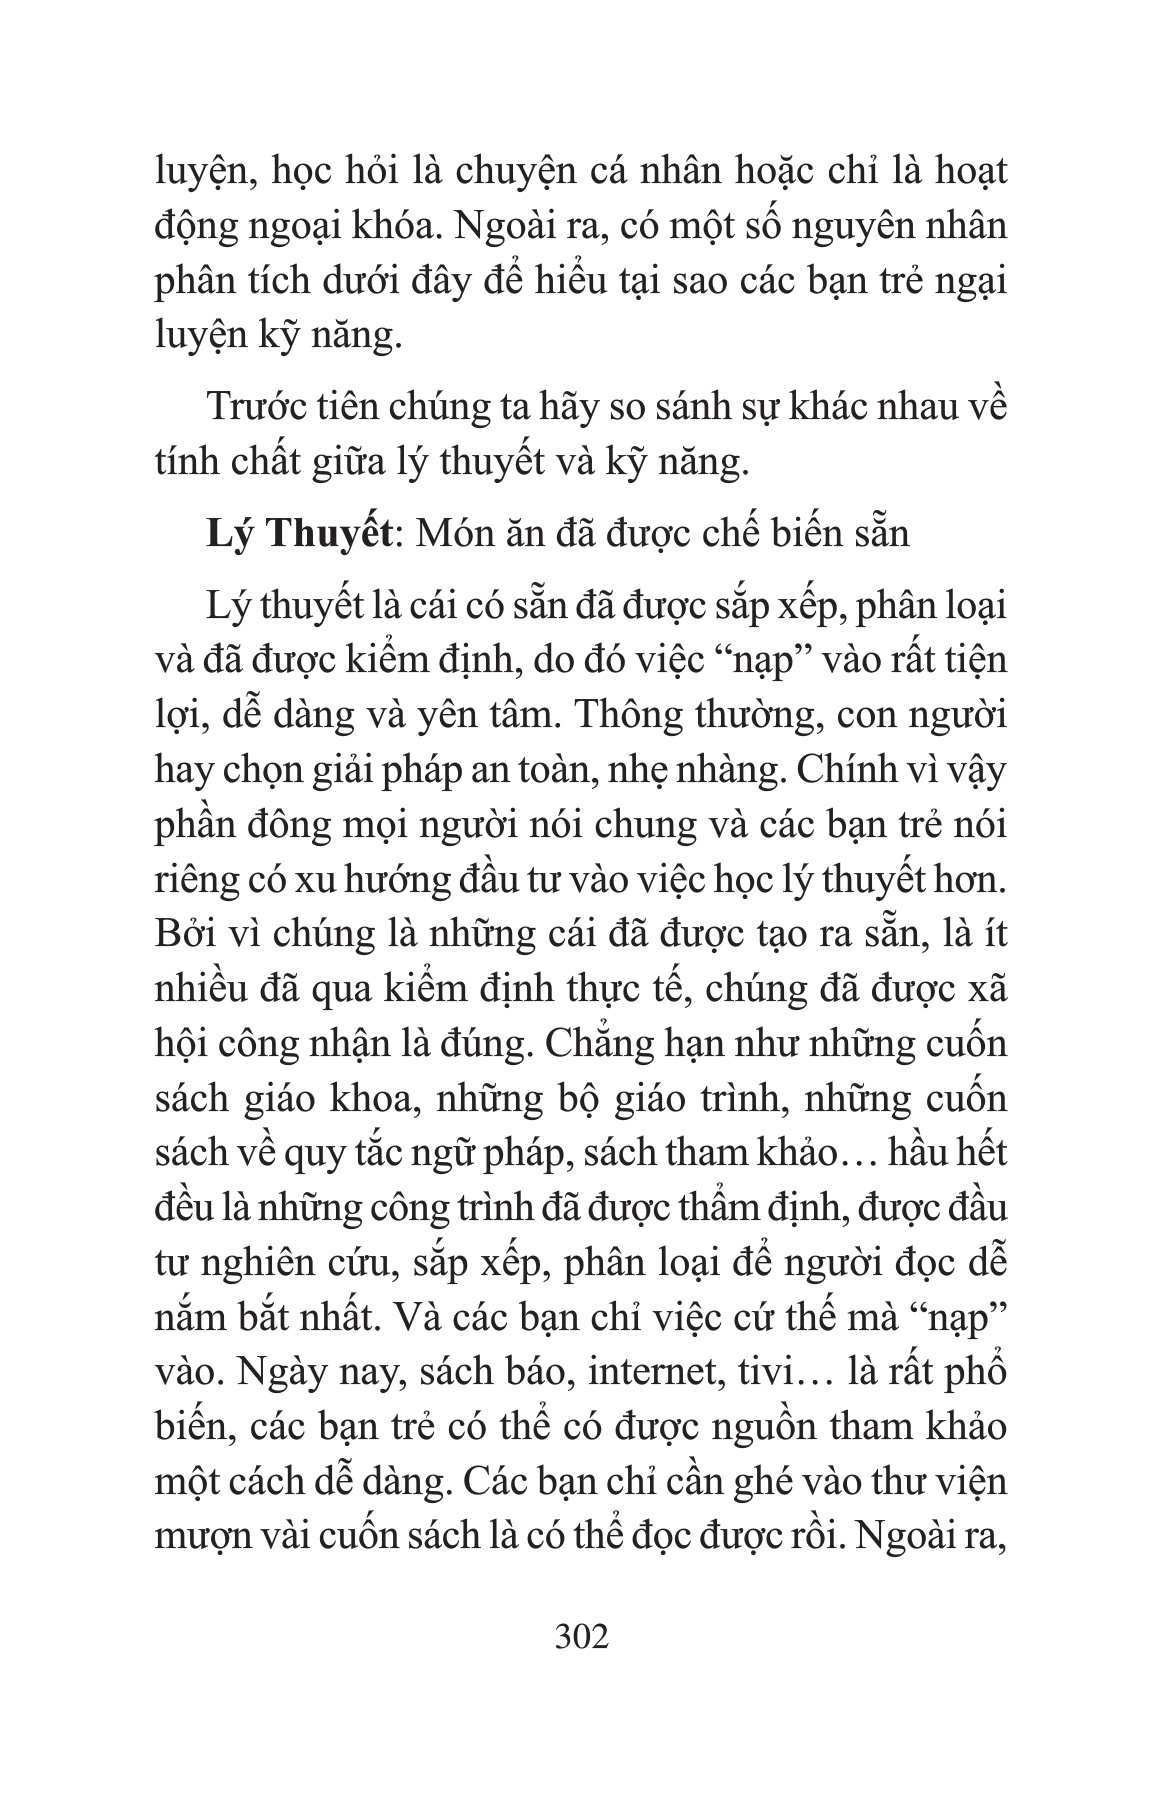 luyện, học hỏi là chuyện cá nhân hoặc chỉ là hoạt
động ngoại khóa. Ngoài ra, có một số nguyên nhân
phân tích dưới đây để hiểu tại sao các bạn trẻ ngại
luyện kỹ năng.
Trước tiên chúng ta hãy so sánh sự khác nhau về
tính chất giữa lý thuyết và kỹ năng.
Lý Thuyết: Món ăn đã được chế biến sẵn
Lý thuyết là cái có sẵn đã được sắp xếp, phân loại
và đã được kiểm định, do đó việc “nạp” vào rất tiện
lợi, dễ dàng và yên tâm. Thông thường, con người
hay chọn giải pháp an toàn, nhẹ nhàng. Chính vì vậy
phần đông mọi người nói chung và các bạn trẻ nói
riêng có xu hướng đầu tư vào việc học lý thuyết hơn.
Bởi vì chúng là những cái đã được tạo ra sẵn, là ít
nhiều đã qua kiểm định thực tế, chúng đã được xã
hội công nhận là đúng. Chẳng hạn như những cuốn
sách giáo khoa, những bộ giáo trình, những cuốn
sách về quy tắc ngữ pháp, sách tham khảo… hầu hết
đều là những công trình đã được thẩm định, được đầu
tư nghiên cứu, sắp xếp, phân loại để người đọc dễ
nắm bắt nhất. Và các bạn chỉ việc cứ thế mà “nạp”
vào. Ngày nay, sách báo, internet, tivi… là rất phổ
biến, các bạn trẻ có thể có được nguồn tham khảo
một cách dễ dàng. Các bạn chỉ cần ghé vào thư viện
mượn vài cuốn sách là có thể đọc được rồi. Ngoài ra,
302